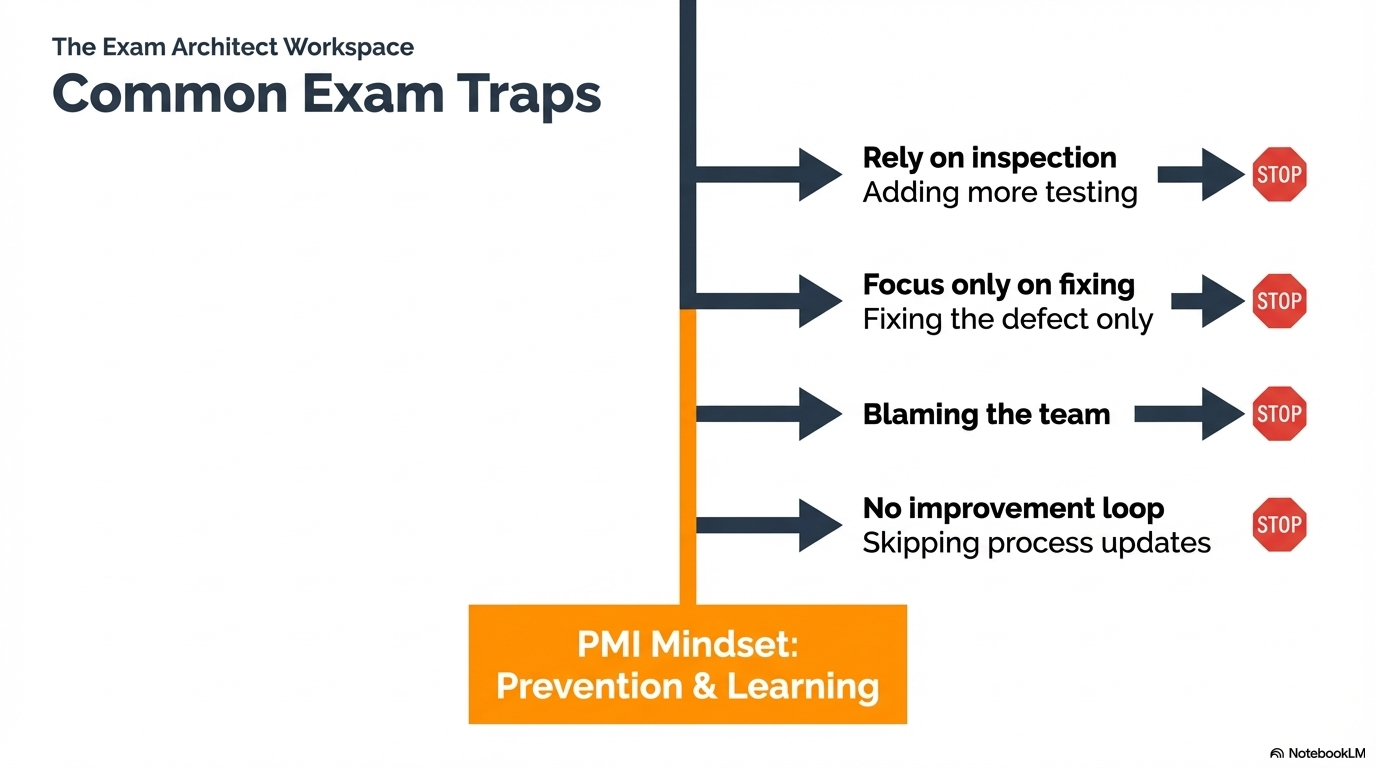 The Exam Architect Workspace
Common Exam Traps
Rely on inspection
Adding more testing
STOP
Focus only on fixing
Fixing the defect only
STOP
Blaming the team
STOP
No improvement loop
Skipping process updates
STOP
PMI Mindset:
Prevention & Learning
NotebookLM